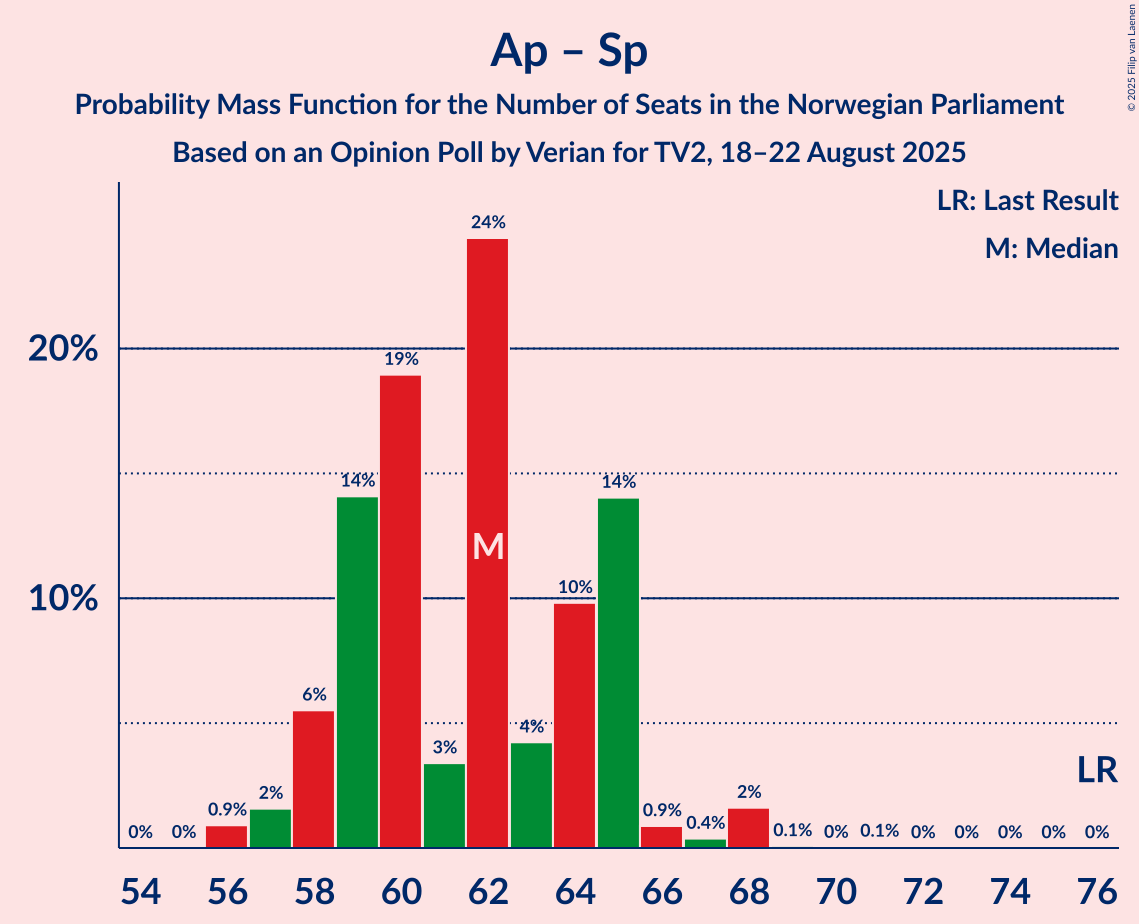 Ap – Sp
Probability Mass Function for the Number of Seats in the Norwegian Parliament
Based on an Opinion Poll by Verian for TV2, 18–22 August 2025
© 2025 Filip van Laenen
LR: Last Result
M: Median
24%
20%
19%
14%
14%
M
10%
10%
6%
4%
3%
LR
2%
2%
0.9%
0.9%
0.4%
0% 0% 0.1% 0% 0.1% 0% 0% 0% 0% 0%
54 56 58 60 62 64 66 68 70 72 74 76